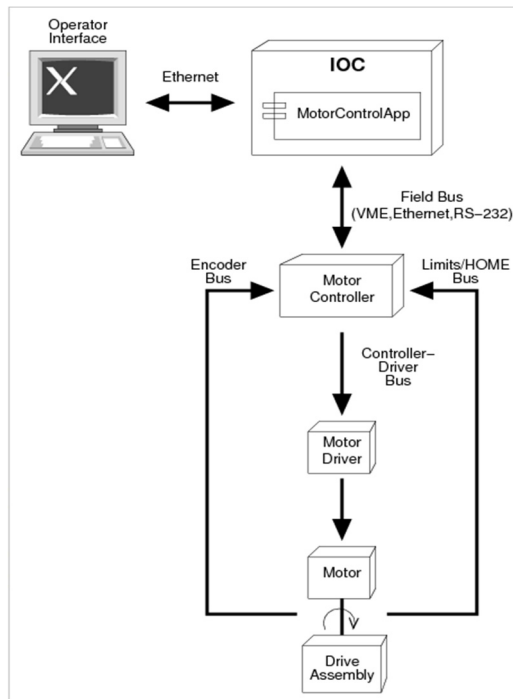 Operator
Interface
X
Ethernet
IOC
MotorControlApp
Field Bus
(VME,Ethernet,RS-232)
Encoder
Bus
Motor
Controller
Limits/HOME
Bus
Controller-
Driver
Bus
Motor
Driver
Motor
Drive
Assembly